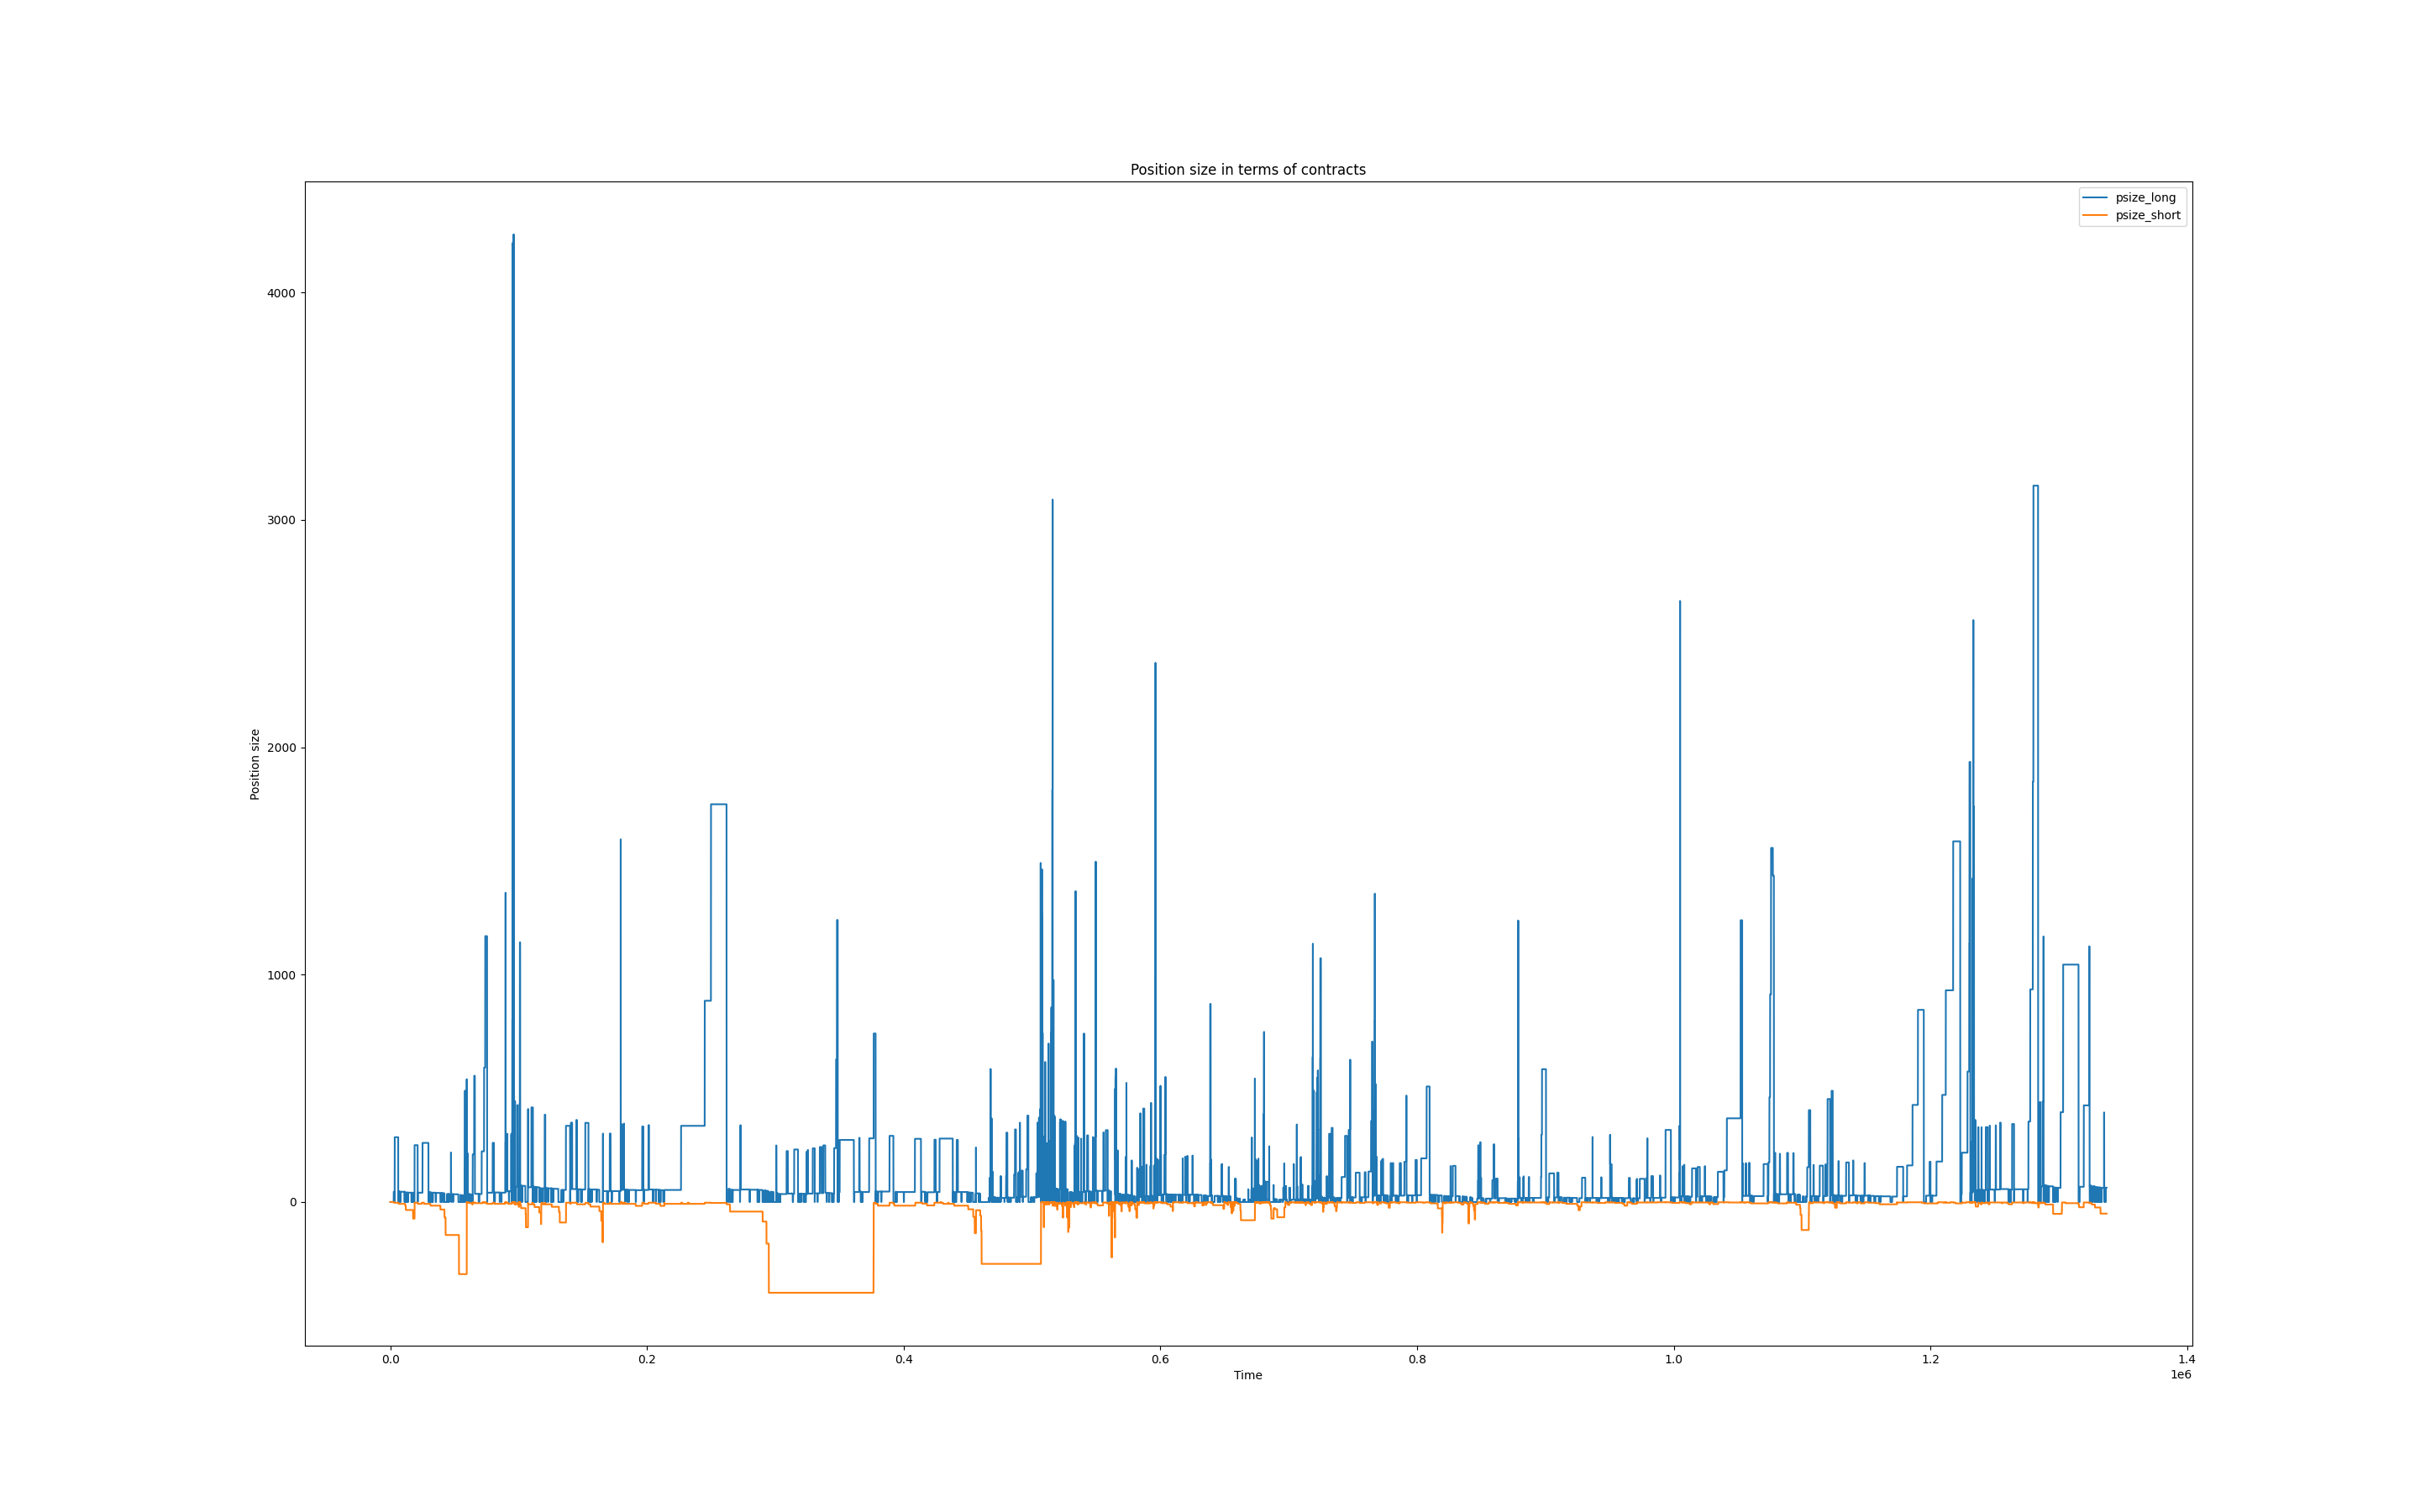 Position size in terms of contracts
psize_long
psize_short
Position size
4000
3000
2000
1000
0
0.0 0.2 0.4 0.6 0.8 1.0 1.2 1.4
Time
1e6